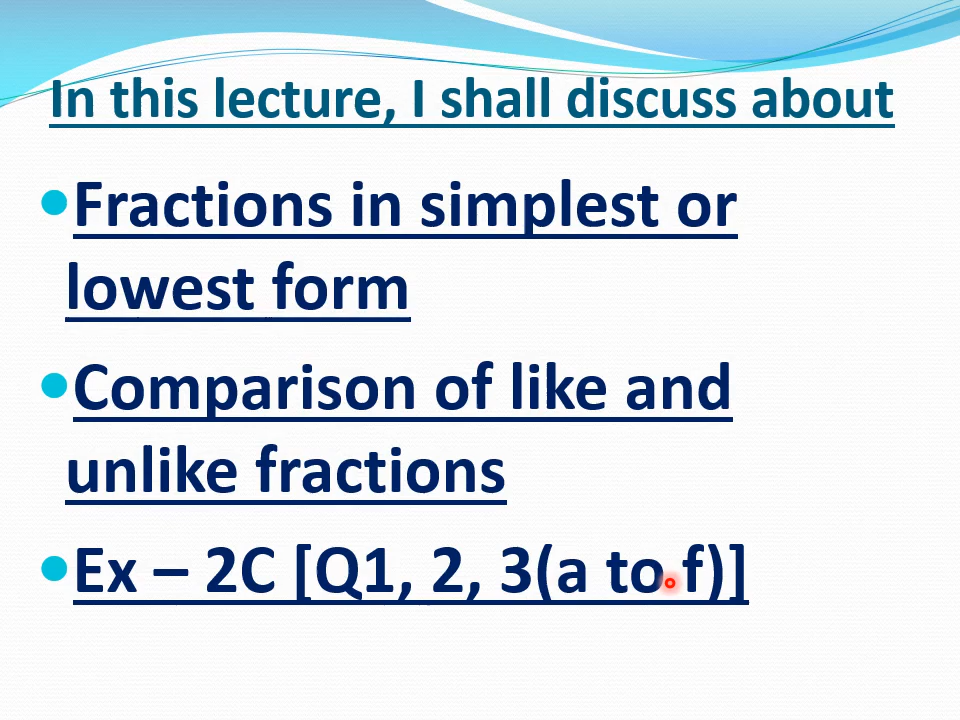 In this lecture, I shall discuss about
Fractions in simplest or
lowest form
Comparison of like and
unlike fractions
Ex – 2C [Q1, 2, 3(a to f)]